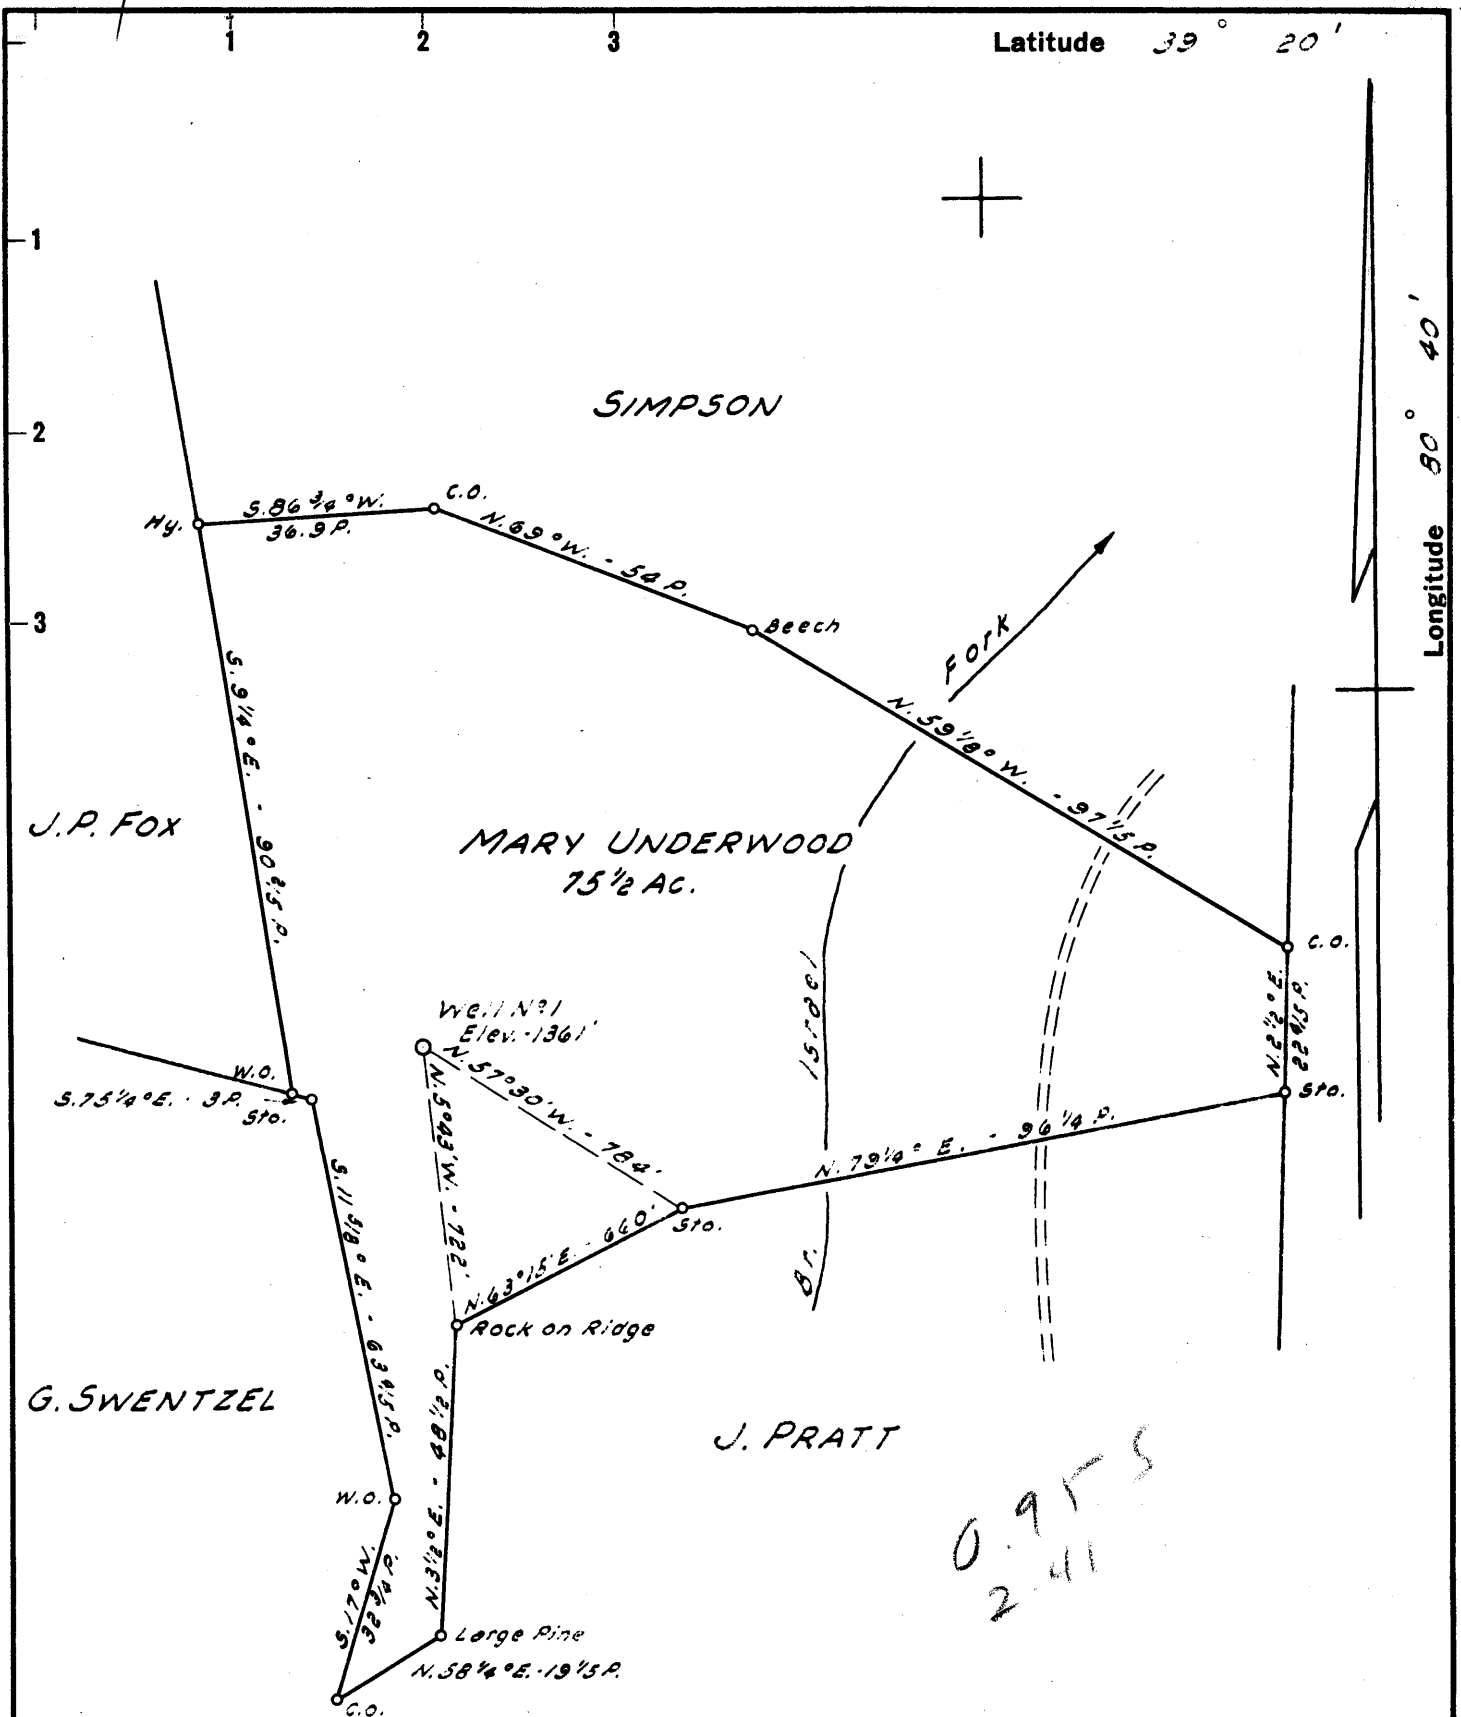 1 2 3 Latitude 39° 20'
1
2
3
Longitude 80° 40'
SIMPSON
Hy.
S.86 3/4° W.
36.9 P.
C.O.
N.69° W. - 54 P.
Beech
Fork
N.59 1/8° W. - 97 1/5 P.
S.9 1/4° E. - 90 2/5 P.
J.P. FOX
MARY UNDERWOOD
75 1/2 AC.
C.O.
N.2 1/2° E.
22 4/5 P.
Sto.
Israel
Well No 1
Elev.-1361'
N.57°30' W. - 784'
N.5°43' W. - 722'
W.O.
S.75 1/4° E. - 3 P.
Sto.
N.79 1/4° E. - 96 1/4 P.
Sto.
N.63°15' E. - 660'
Br.
Rock on Ridge
S.11 3/8° E. - 63 4/5 P.
G. SWENTZEL
J. PRATT
N.3 1/2° E. - 48 1/2 P.
W.O.
S.17° W.
32 3/4 P.
Large Pine
N.58 1/4° E. - 19 1/5 P.
C.O.
0.95 S
2.41